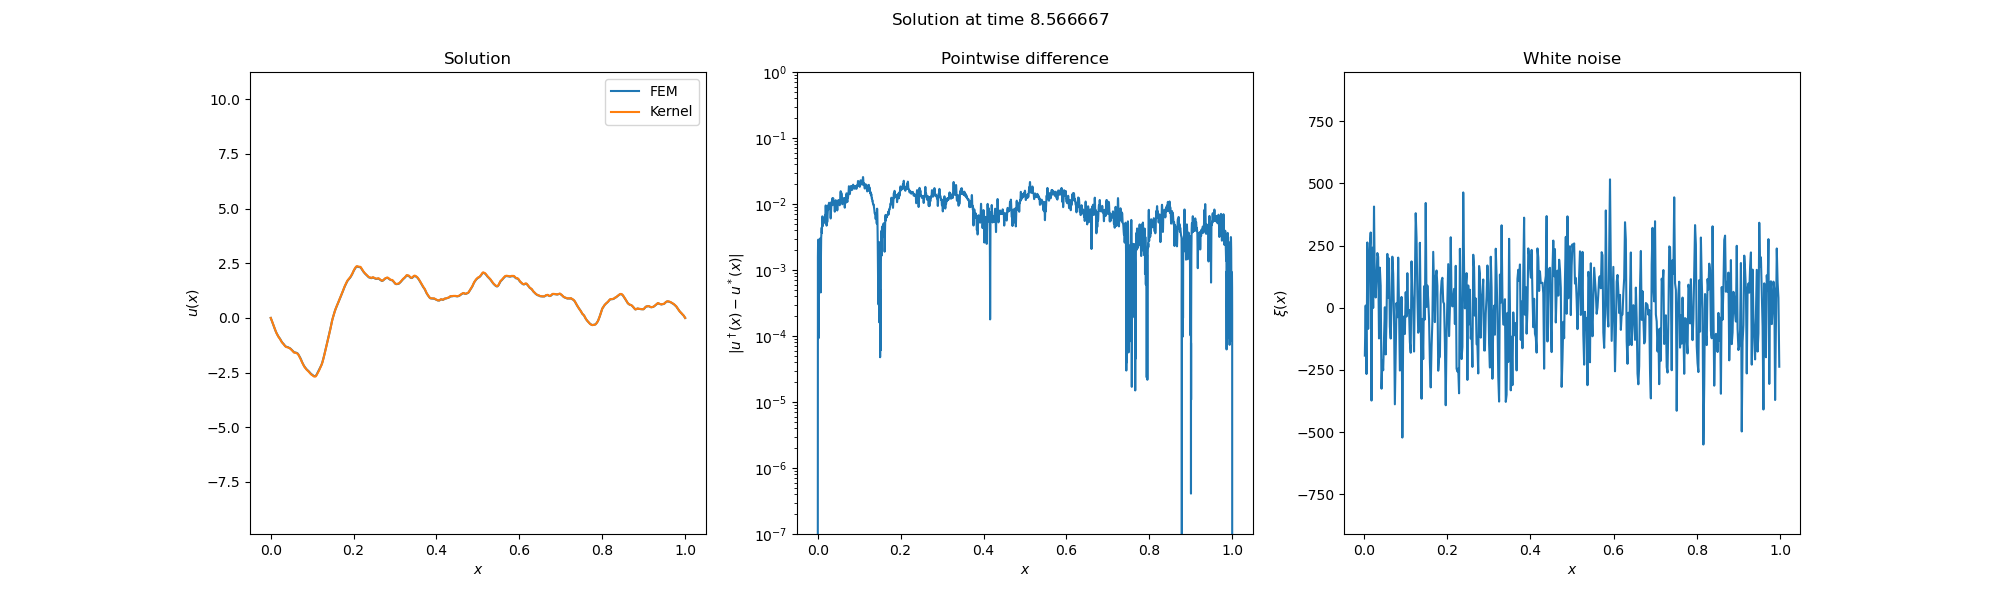 Solution at time 8.566667
Solution
10.0
7.5
5.0
2.5
0.0
−2.5
−5.0
−7.5
u(x)
0.0 0.2 0.4 0.6 0.8 1.0
x
FEM
Kernel
Pointwise difference
10⁰
10⁻¹
10⁻²
10⁻³
10⁻⁴
10⁻⁵
10⁻⁶
10⁻⁷
|u†(x) − u*(x)|
0.0 0.2 0.4 0.6 0.8 1.0
x
White noise
750
500
250
0
−250
−500
−750
ξ(x)
0.0 0.2 0.4 0.6 0.8 1.0
x